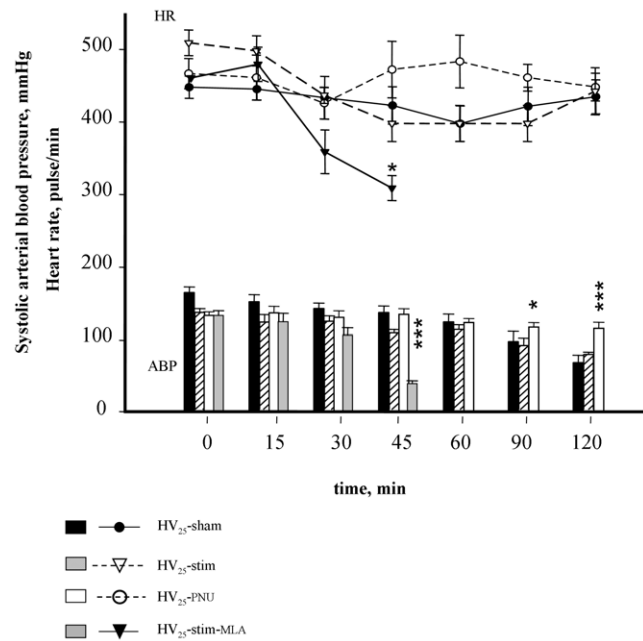 HR
Systolic arterial blood pressure, mmHg
Heart rate, pulse/min
500
400
300
200
100
0
ABP
*
***
*
***
0 15 30 45 60 90 120
time, min
HV₂₅-sham
HV₂₅-stim
HV₂₅-PNU
HV₂₅-stim-MLA